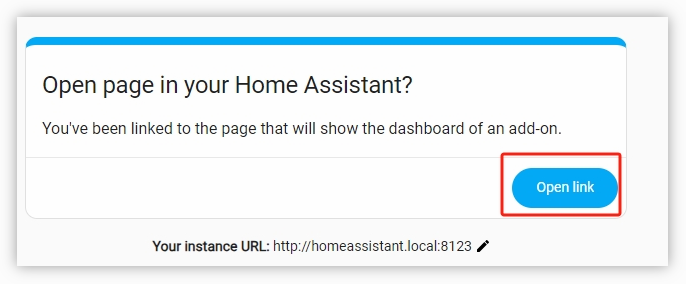 Open page in your Home Assistant?
You've been linked to the page that will show the dashboard of an add-on.
Open link
Your instance URL: http://homeassistant.local:8123